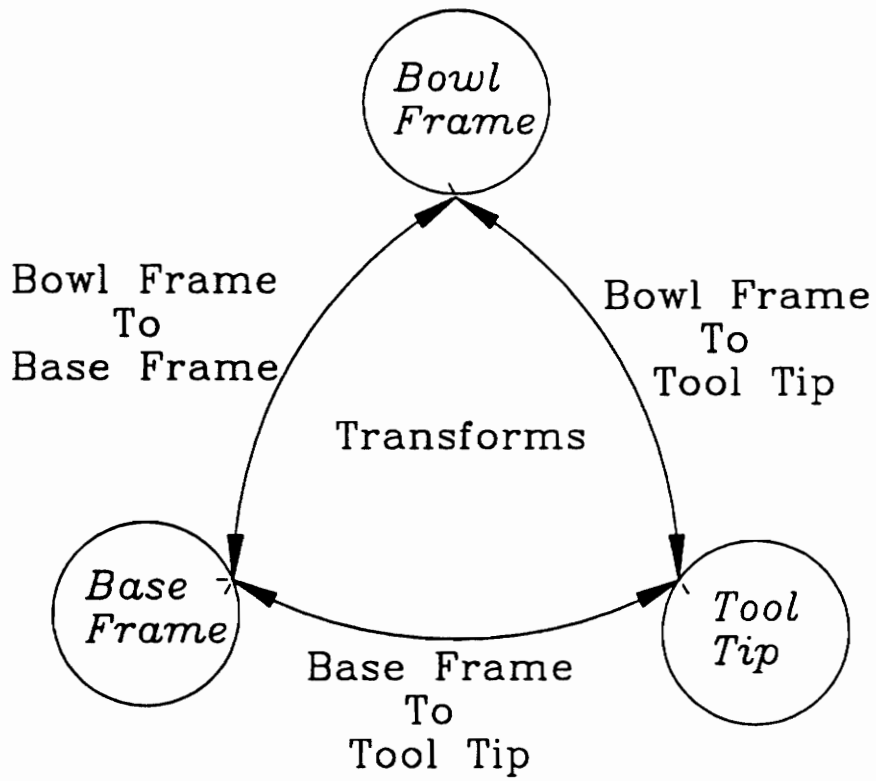 Bowl
Frame
Bowl Frame
To
Base Frame
Bowl Frame
To
Tool Tip
Transforms
Base
Frame
Tool
Tip
Base Frame
To
Tool Tip